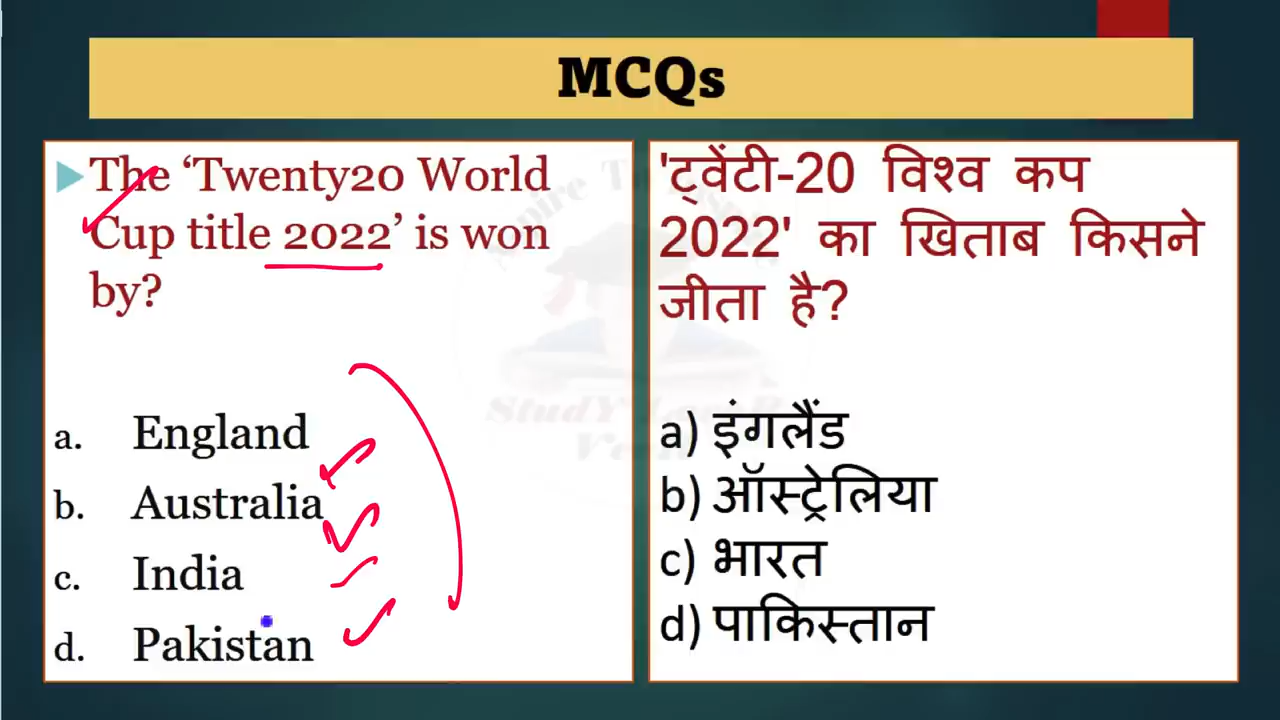 MCQs
The ‘Twenty20 World
Cup title 2022’ is won
by?
a. England
b. Australia
c. India
d. Pakistan
'ट्वेंटी-20 विश्व कप
2022' का खिताब किसने
जीता है?
a) इंगलैंड
b) ऑस्ट्रेलिया
c) भारत
d) पाकिस्तान